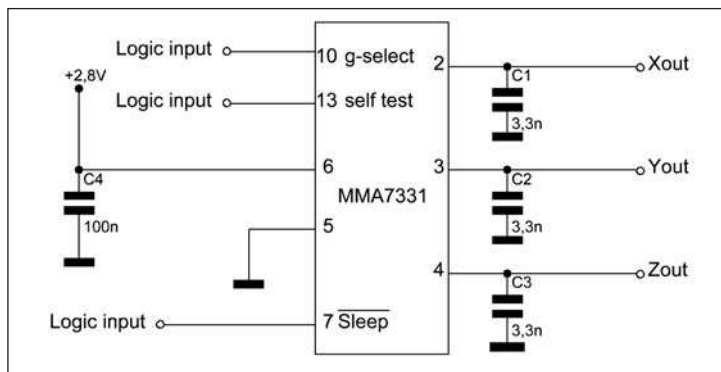 Logic input
10 g-select
2
C1
Xout
+2,8V
Logic input
13 self test
3,3n
6
3
C2
Yout
C4
MMA7331
100n
5
3,3n
4
C3
Zout
Logic input
7 Sleep
3,3n